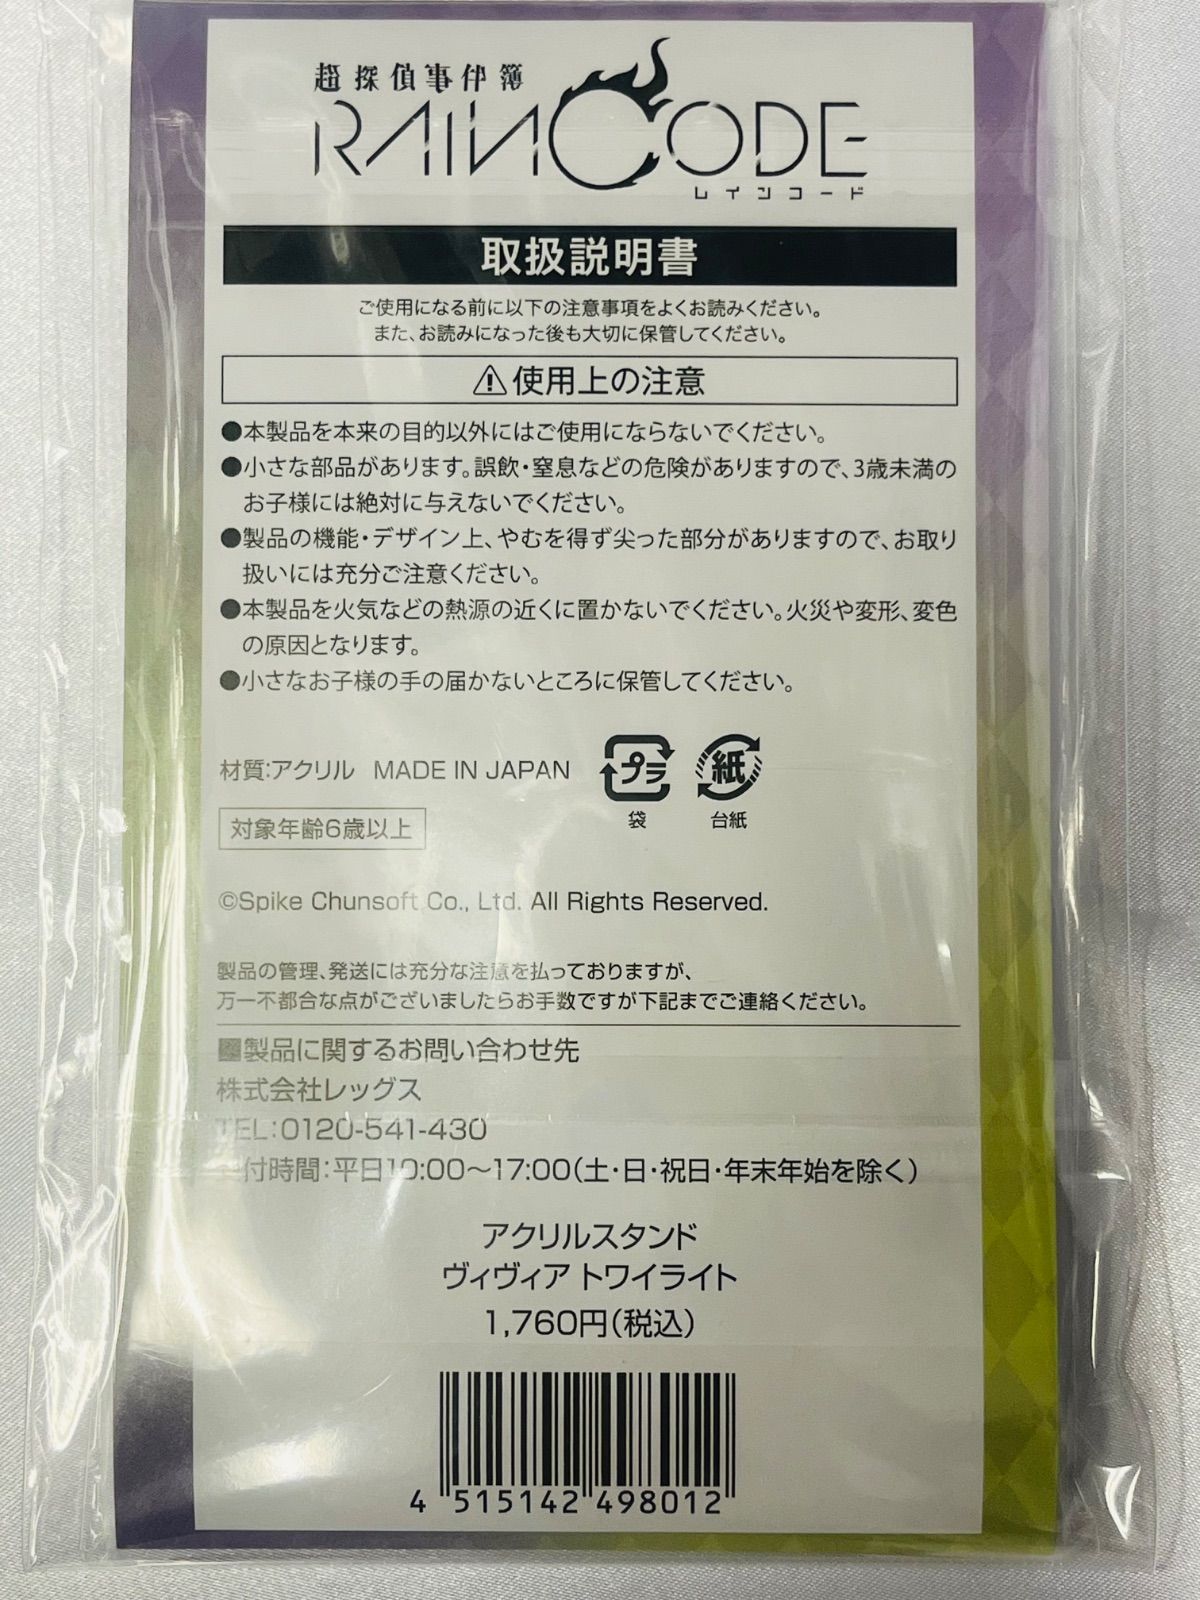 超探偵事件簿
RAINCODE
レインコード
取扱説明書
ご使用になる前に以下の注意事項をよくお読みください。
また、お読みになった後も大切に保管してください。
使用上の注意
●本製品を本来の目的以外にはご使用にならないでください。
●小さな部品があります。誤飲・窒息などの危険がありますので、3歳未満の
お子様には絶対に与えないでください。
●製品の機能・デザイン上、やむを得ず尖った部分がありますので、お取り
扱いには充分ご注意ください。
●本製品を火気などの熱源の近くに置かないでください。火災や変形、変色
の原因となります。
●小さなお子様の手の届かないところに保管してください。
材質:アクリル MADE IN JAPAN
プラ
袋
紙
台紙
対象年齢6歳以上
©Spike Chunsoft Co., Ltd. All Rights Reserved.
製品の管理、発送には充分な注意を払っておりますが、
万一不都合な点がございましたらお手数ですが下記までご連絡ください。
■製品に関するお問い合わせ先
株式会社レッグス
TEL:0120-541-430
付時間:平日10:00〜17:00(土・日・祝日・年末年始を除く)
アクリルスタンド
ヴィヴィア トワイライト
1,760円(税込)
4 515142 498012